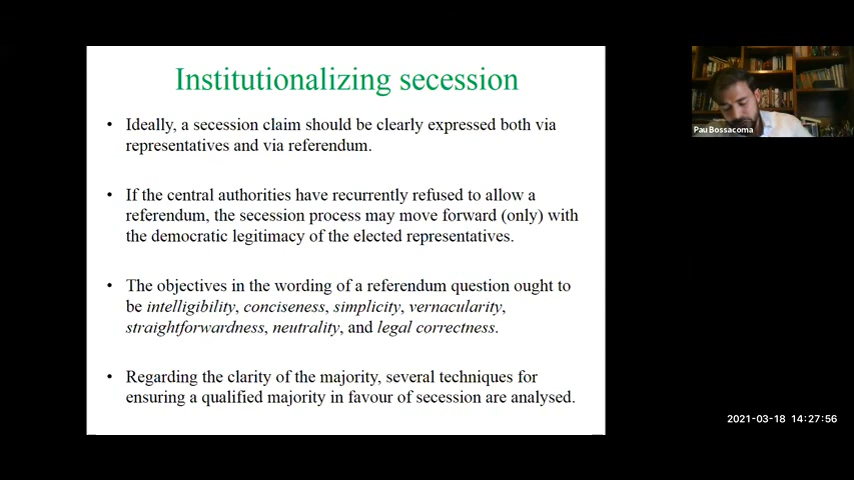 Institutionalizing secession
• Ideally, a secession claim should be clearly expressed both via
representatives and via referendum.
• If the central authorities have recurrently refused to allow a
referendum, the secession process may move forward (only) with
the democratic legitimacy of the elected representatives.
• The objectives in the wording of a referendum question ought to
be intelligibility, conciseness, simplicity, vernacularity,
straightforwardness, neutrality, and legal correctness.
• Regarding the clarity of the majority, several techniques for
ensuring a qualified majority in favour of secession are analysed.
Pau Bossacoma
2021-03-18 14:27:56